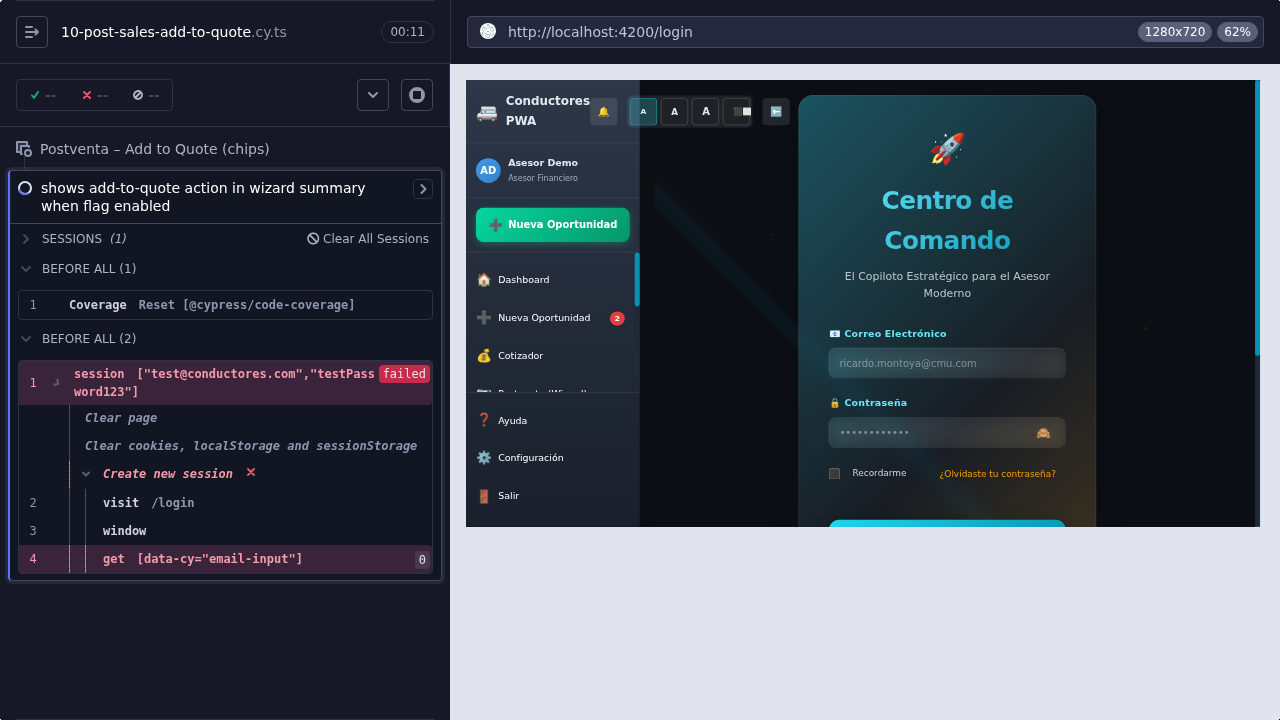 10-post-sales-add-to-quote.cy.ts
00:11
--
--
--
Postventa – Add to Quote (chips)
shows add-to-quote action in wizard summary
when flag enabled
SESSIONS (1)
Clear All Sessions
BEFORE ALL (1)
1 Coverage Reset [@cypress/code-coverage]
BEFORE ALL (2)
1 session ["test@conductores.com","testPass
word123"]
failed
Clear page
Clear cookies, localStorage and sessionStorage
Create new session
2 visit /login
3 window
4 get [data-cy="email-input"]
0
http://localhost:4200/login
1280x720
62%
Conductores
PWA
A
A
A
AD
Asesor Demo
Asesor Financiero
Nueva Oportunidad
Dashboard
Nueva Oportunidad
2
Cotizador
Ayuda
Configuración
Salir
Centro de
Comando
El Copiloto Estratégico para el Asesor
Moderno
Correo Electrónico
ricardo.montoya@cmu.com
Contraseña
••••••••••••
Recordarme
¿Olvidaste tu contraseña?